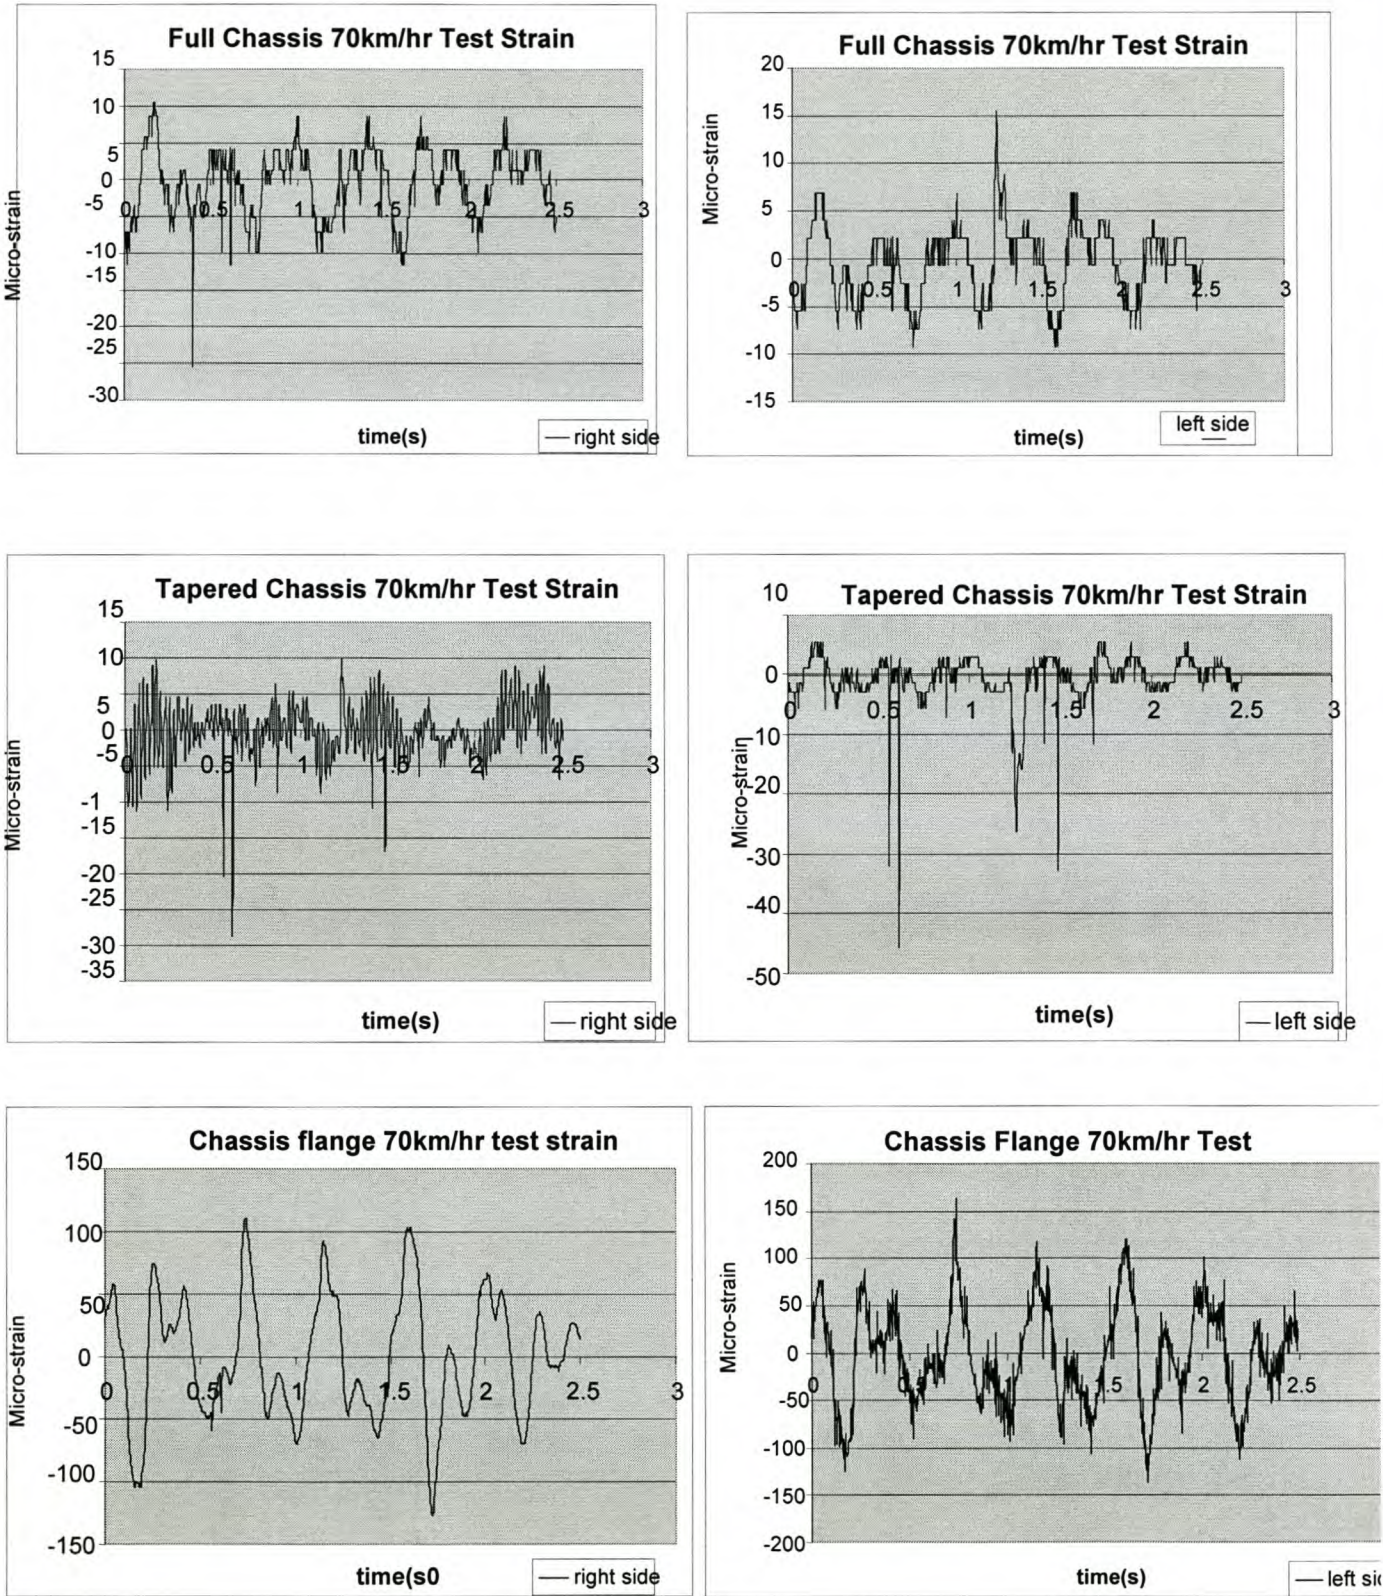 Full Chassis 70km/hr Test Strain
15
10
5
0
-5
-10
-15
-20
-25
-30
0 0.5 1 1.5 2 2.5 3
Micro-strain
time(s)
right side
Full Chassis 70km/hr Test Strain
20
15
10
5
0
-5
-10
-15
0 0.5 1 1.5 2 2.5 3
Micro-strain
time(s)
left side
Tapered Chassis 70km/hr Test Strain
15
10
5
0
-5
-1
-15
-20
-25
-30
-35
0 0.5 1 1.5 2 2.5 3
Micro-strain
time(s)
right side
Tapered Chassis 70km/hr Test Strain
10
0
-10
-20
-30
-40
-50
0 0.5 1 1.5 2 2.5 3
Micro-strain
time(s)
left side
Chassis flange 70km/hr test strain
150
100
50
0
-50
-100
-150
0 0.5 1 1.5 2 2.5 3
Micro-strain
time(s0
right side
Chassis Flange 70km/hr Test
200
150
100
50
0
-50
-100
-150
-200
0 0.5 1 1.5 2 2.5
Micro-strain
time(s)
left sid